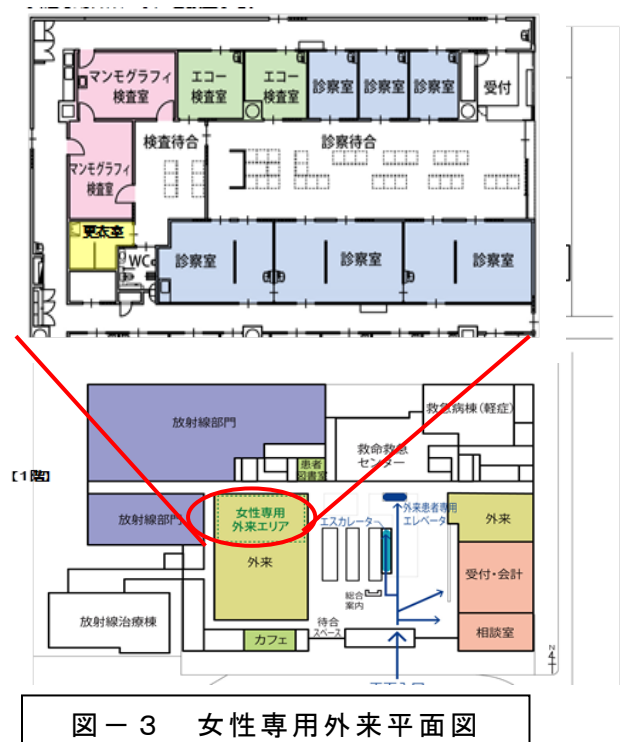 マンモグラフィ
検査室
エコー
検査室
エコー
検査室
診察室
診察室
診察室
受付
検査待合
診察待合
マンモグラフィ
検査室
更衣室
WC
診察室
診察室
診察室
救急病棟(軽症)
放射線部門
救命救急
センター
患者
図書室
【1階】
放射線部門
女性専用
外来エリア
エスカレーター
外来患者専用
エレベータ
外来
外来
受付・会計
総合
案内
放射線治療棟
待合
スペース
カフェ
相談室
N
図-3 女性専用外来平面図